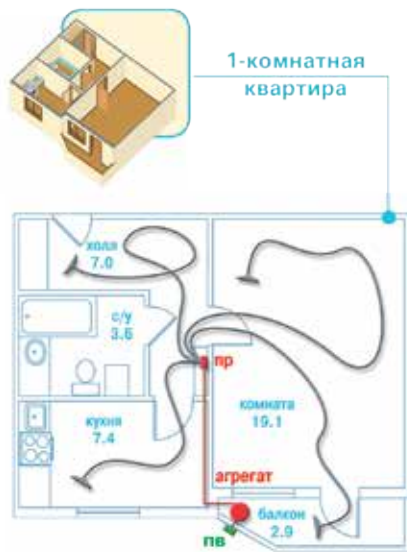 1-комнатная
квартира
холл
7.0
с/у
3.6
пр
комната
19.1
кухня
7.4
агрегат
балкон
2.9
пв